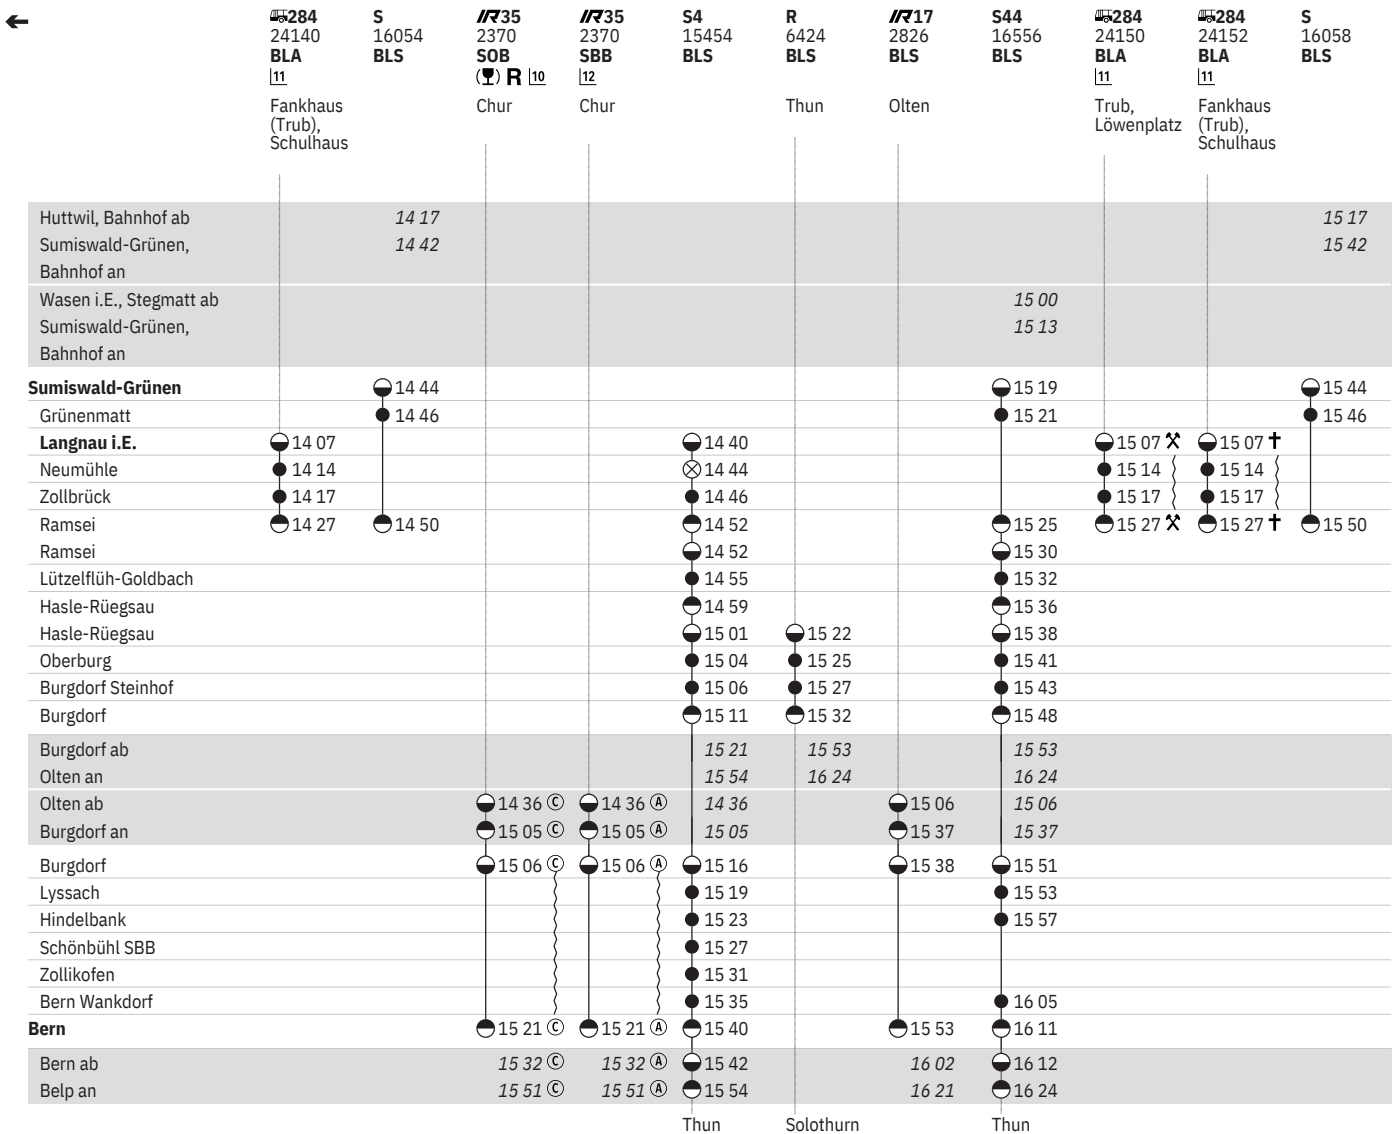 284 S IR35 IR35 S4 R IR17 S44 284 284 S
24140 16054 2370 2370 15454 6424 2826 16556 24150 24152 16058
BLA BLS SOB SBB BLS BLS BLS BLS BLA BLA BLS
11 R 10 12 11 11
Fankhaus Chur Chur Thun Olten Trub, Fankhaus
(Trub), Löwenplatz (Trub),
Schulhaus Schulhaus
Huttwil, Bahnhof ab 14 17 15 17
Sumiswald-Grünen, 14 42 15 42
Bahnhof an
Wasen i.E., Stegmatt ab 15 00
Sumiswald-Grünen, 15 13
Bahnhof an
Sumiswald-Grünen 14 44 15 19 15 44
Grünenmatt 14 46 15 21 15 46
Langnau i.E. 14 07 14 40 15 07 15 07
Neumühle 14 14 14 44 15 14 15 14
Zollbrück 14 17 14 46 15 17 15 17
Ramsei 14 27 14 50 14 52 15 25 15 27 15 27 15 50
Ramsei 14 52 15 30
Lützelflüh-Goldbach 14 55 15 32
Hasle-Rüegsau 14 59 15 36
Hasle-Rüegsau 15 01 15 22 15 38
Oberburg 15 04 15 25 15 41
Burgdorf Steinhof 15 06 15 27 15 43
Burgdorf 15 11 15 32 15 48
Burgdorf ab 15 21 15 53 15 53
Olten an 15 54 16 24 16 24
Olten ab 14 36 C 14 36 A 14 36 15 06 15 06
Burgdorf an 15 05 C 15 05 A 15 05 15 37 15 37
Burgdorf 15 06 C 15 06 A 15 16 15 38 15 51
Lyssach 15 19 15 53
Hindelbank 15 23 15 57
Schönbühl SBB 15 27
Zollikofen 15 31
Bern Wankdorf 15 35 16 05
Bern 15 21 C 15 21 A 15 40 15 53 16 11
Bern ab 15 32 C 15 32 A 15 42 16 02 16 12
Belp an 15 51 C 15 51 A 15 54 16 21 16 24
Thun Solothurn Thun